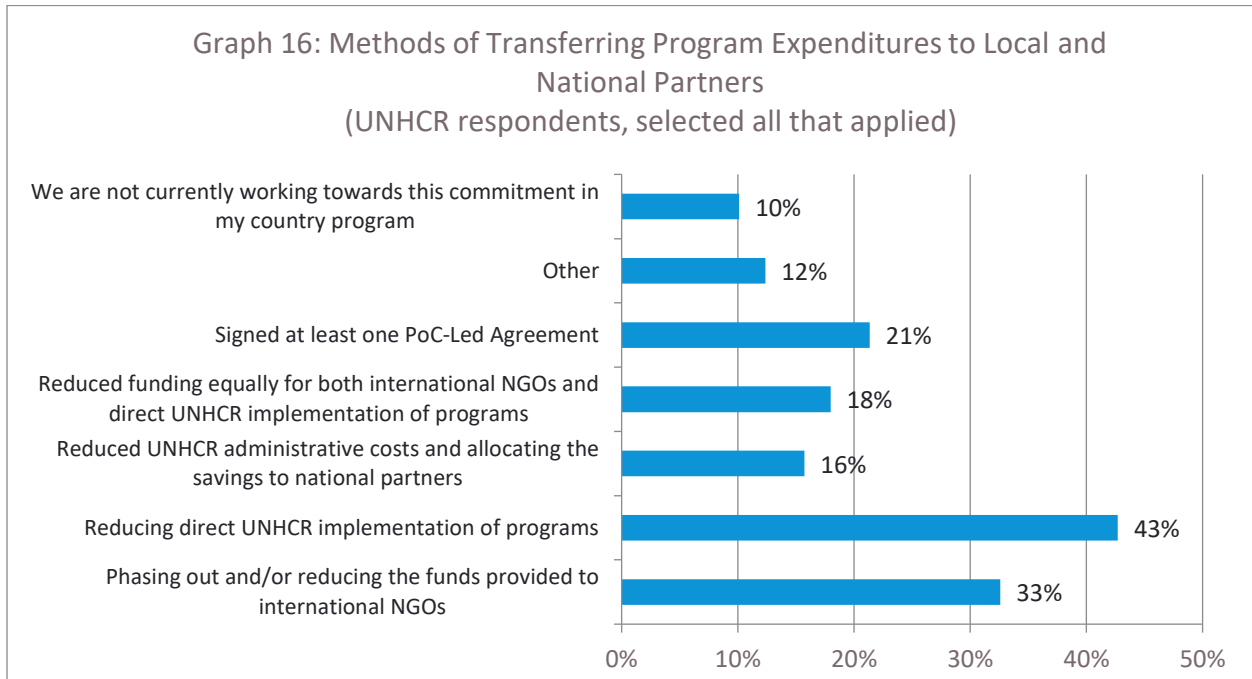 Graph 16: Methods of Transferring Program Expenditures to Local and
National Partners
(UNHCR respondents, selected all that applied)
We are not currently working towards this commitment in
my country program
10%
Other
12%
Signed at least one PoC-Led Agreement
21%
Reduced funding equally for both international NGOs and
direct UNHCR implementation of programs
18%
Reduced UNHCR administrative costs and allocating the
savings to national partners
16%
Reducing direct UNHCR implementation of programs
43%
Phasing out and/or reducing the funds provided to
international NGOs
33%
0% 10% 20% 30% 40% 50%